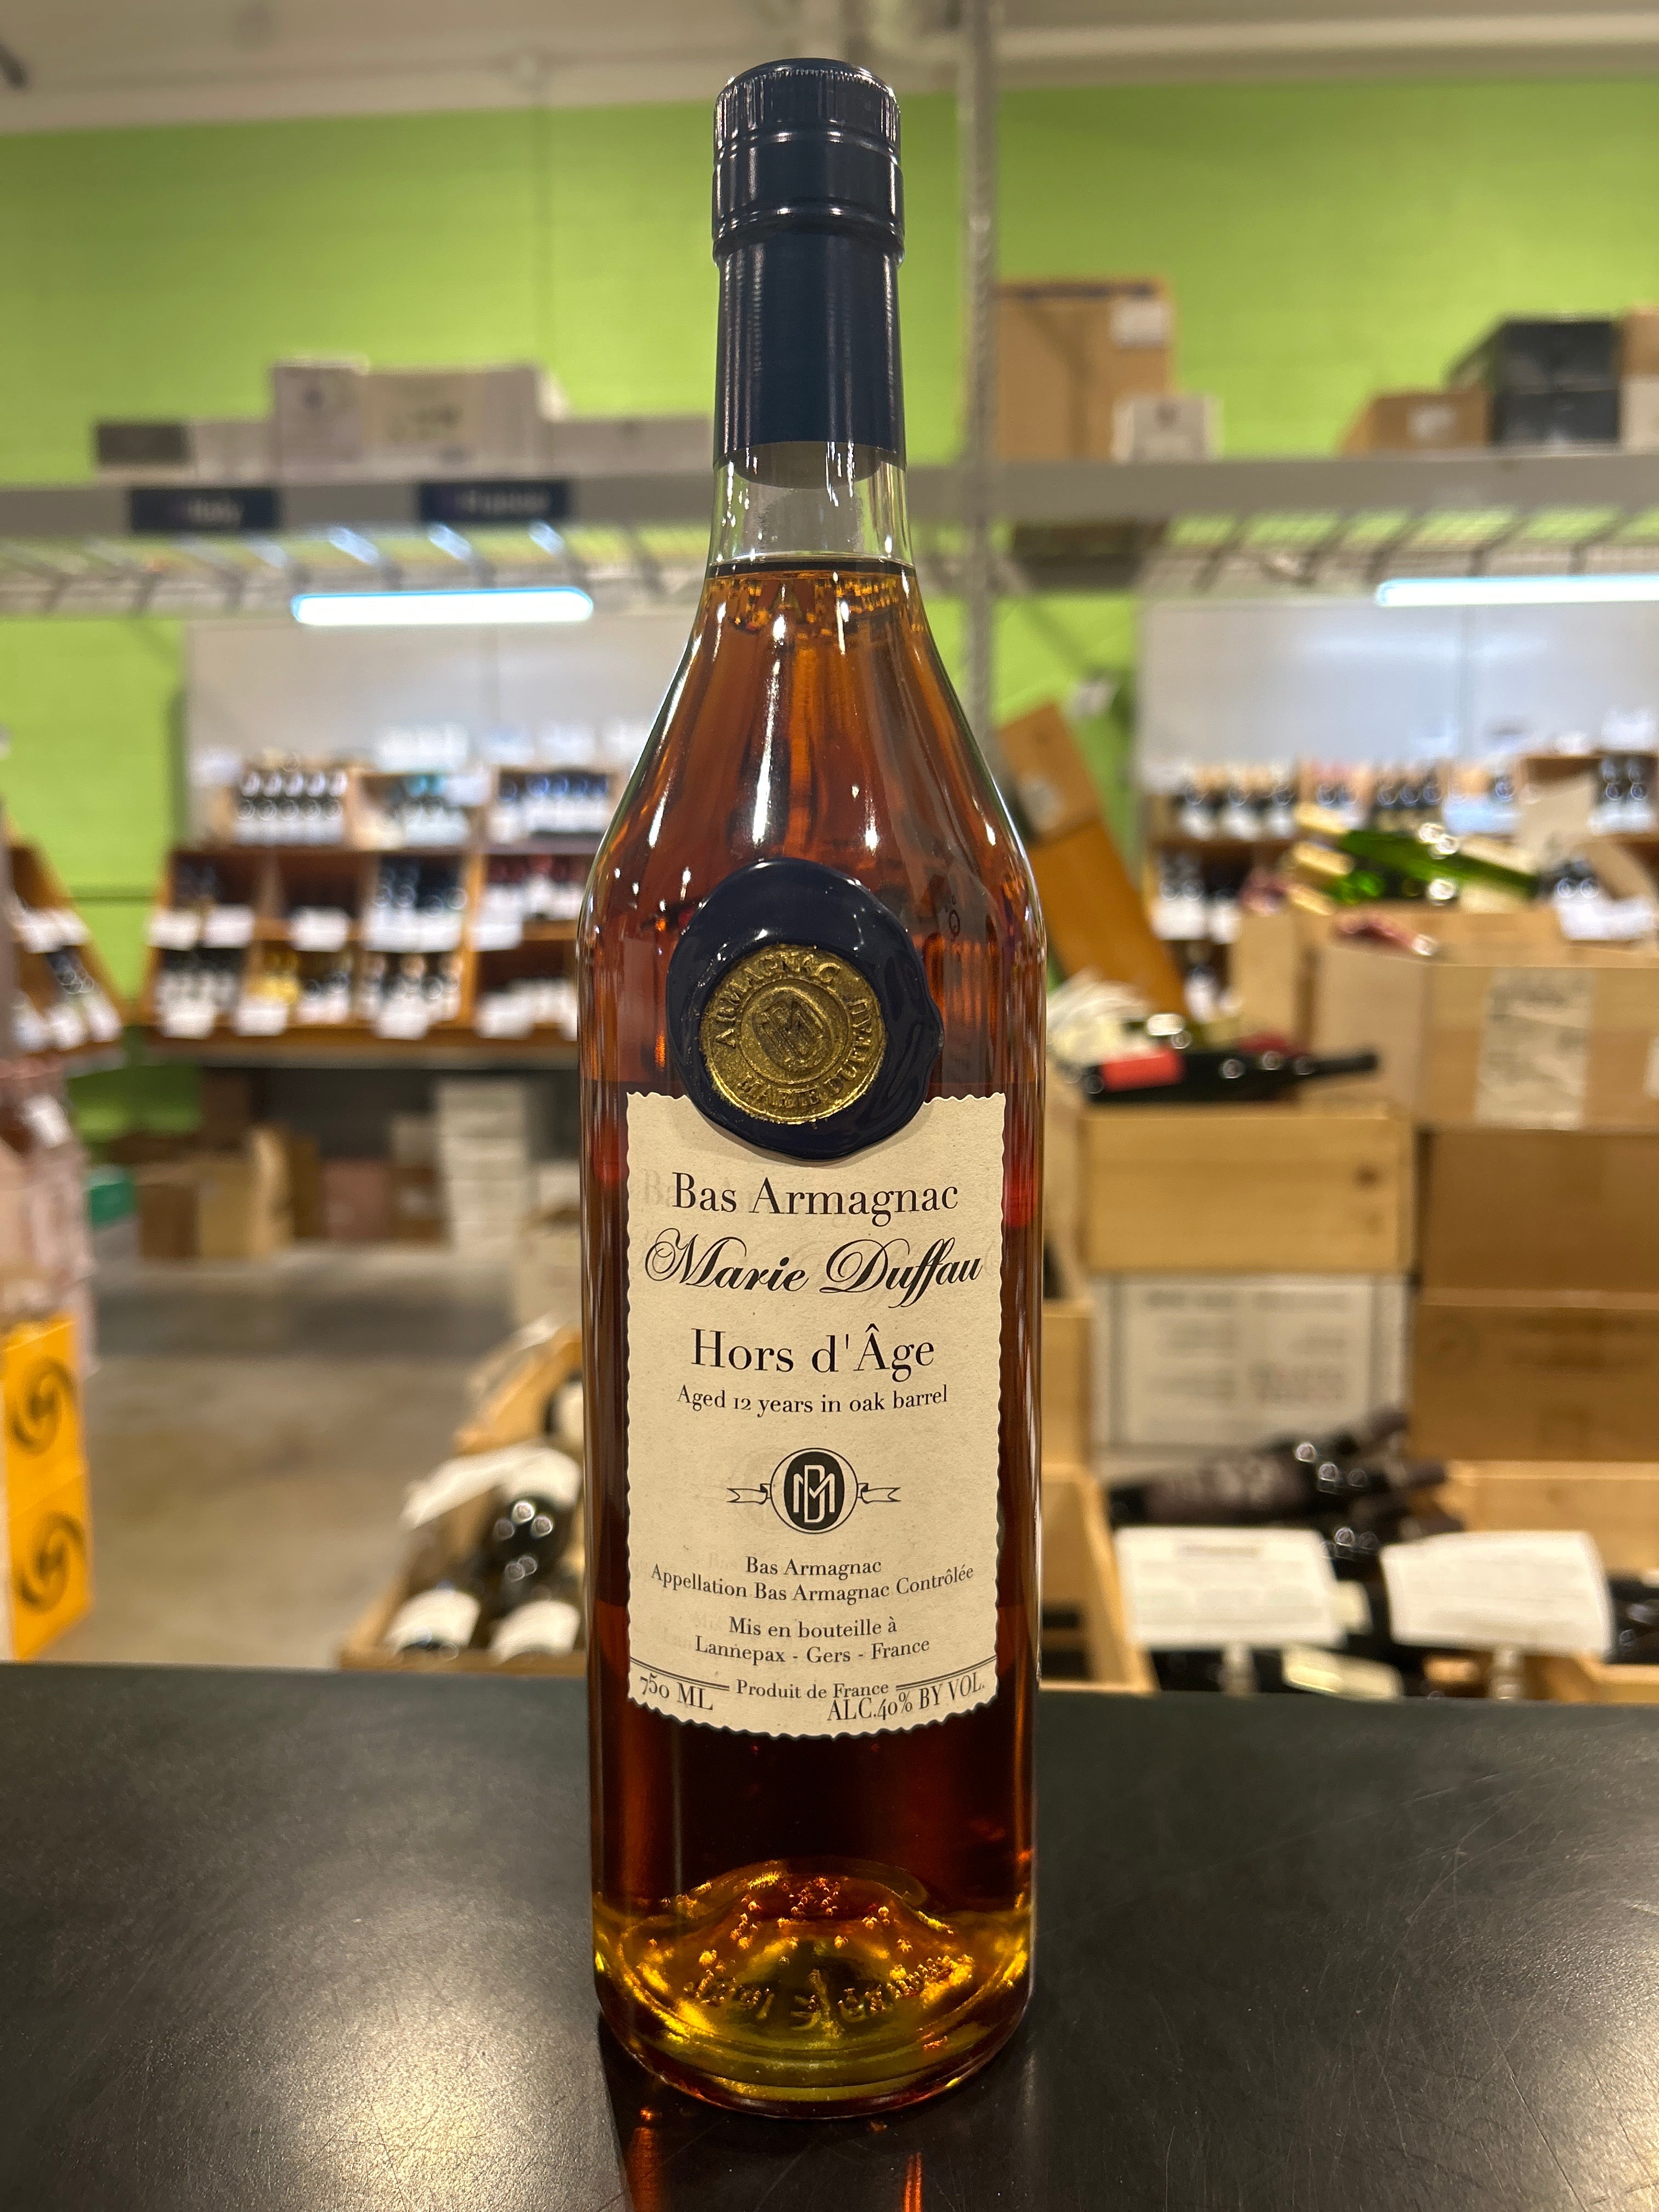 ARMAGNAC MARIE DUFFAU
Bas Armagnac
Marie Duffau
Hors d'Âge
Aged 12 years in oak barrel
Bas Armagnac
Appellation Bas Armagnac Contrôlée
Mis en bouteille à
Lannepax - Gers - France
Produit de France
750 ML
ALC.40% BY VOL.